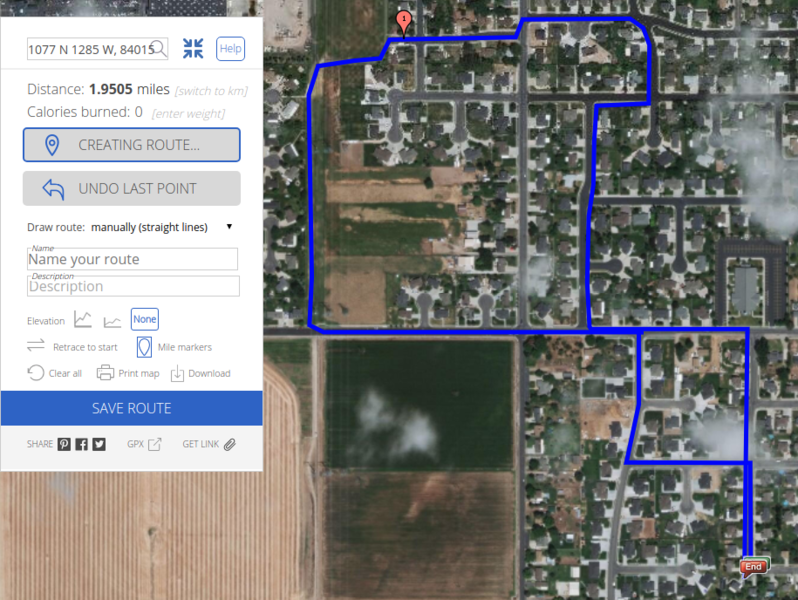 1077 N 1285 W, 84015
Help
Distance: 1.9505 miles [switch to km]
Calories burned: 0 [enter weight]
CREATING ROUTE...
UNDO LAST POINT
Draw route: manually (straight lines)
Name
Name your route
Description
Description
Elevation None
Retrace to start Mile markers
Clear all Print map Download
SAVE ROUTE
SHARE GPX GET LINK
1
End